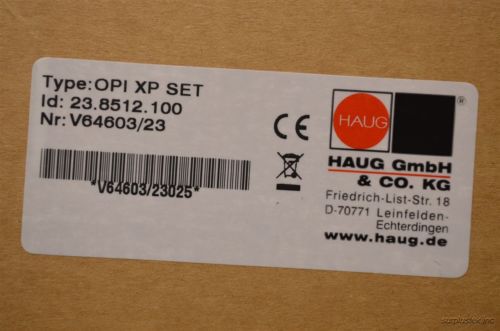 Type:OPI XP SET
Id: 23.8512.100
Nr:V64603/23
*V64603/23025*
CE
HAUG
®
HAUG GmbH
& CO. KG
Friedrich-List-Str. 18
D-70771 Leinfelden-
Echterdingen
www.haug.de